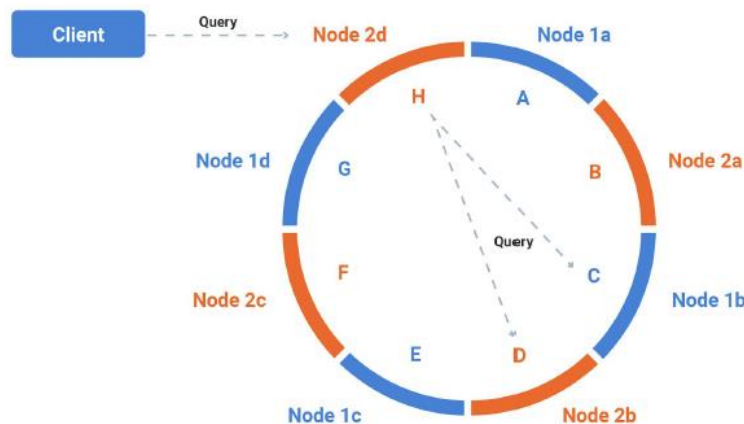 Client
Query
Node 2d
Node 1a
H
A
Node 1d
G
B
Node 2a
Query
F
C
Node 2c
Node 1b
E
D
Node 1c
Node 2b